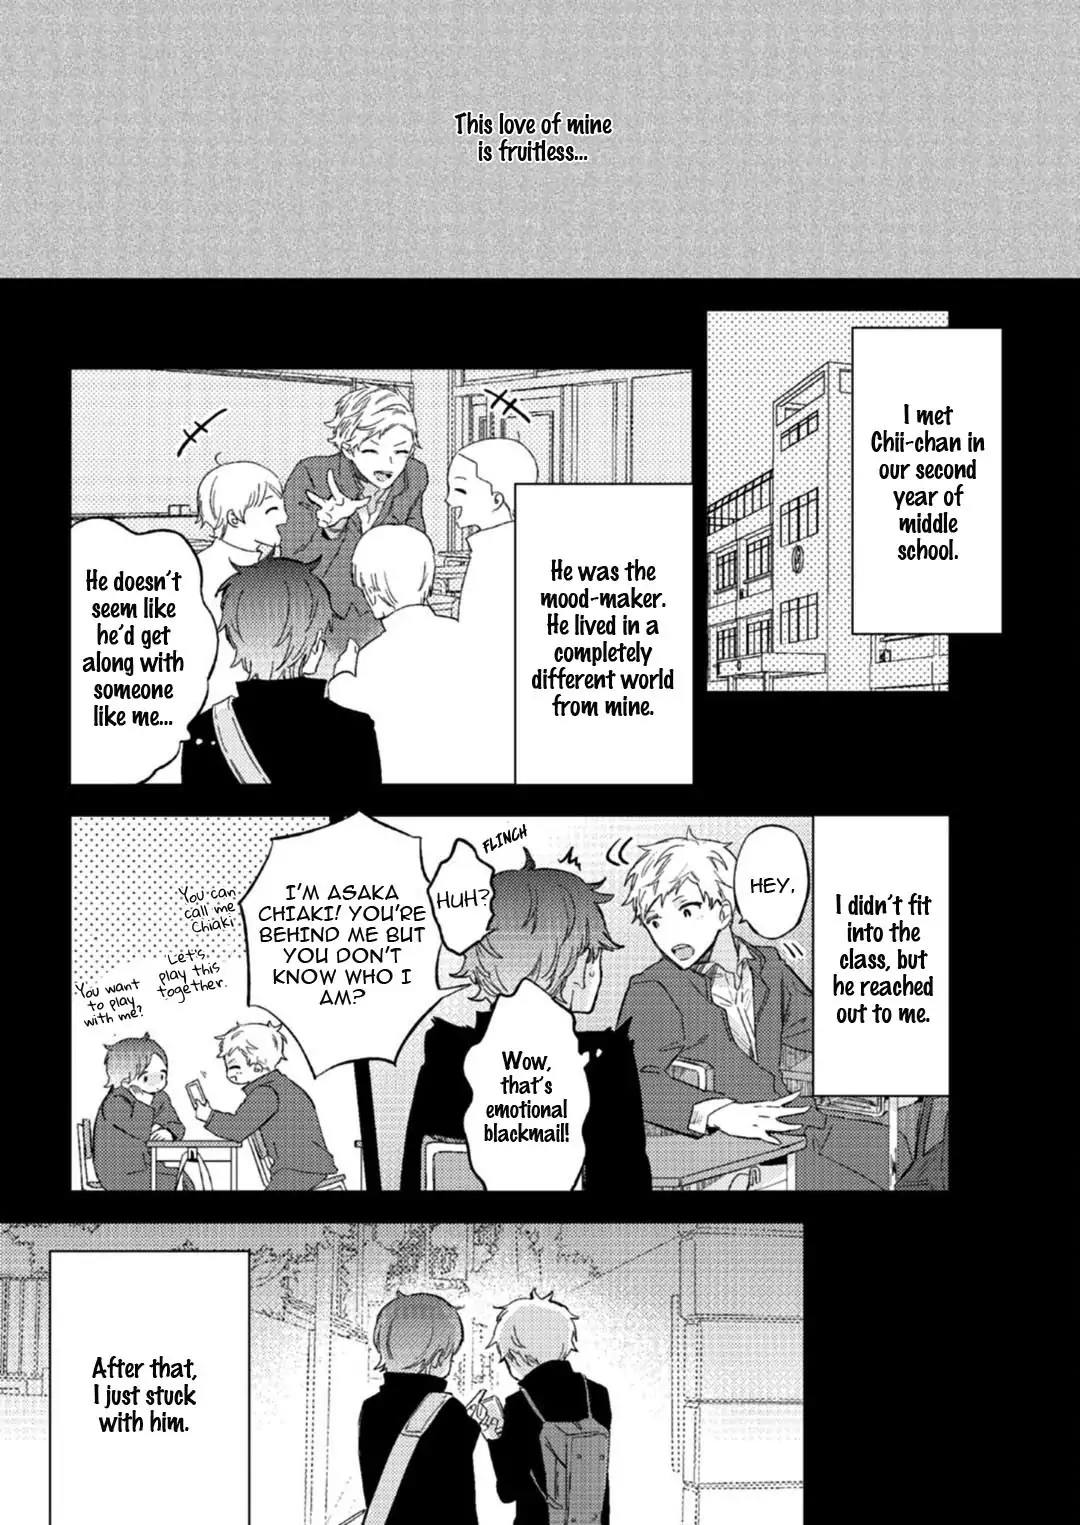 This love of mine
is fruitless...
I met
Chii-chan in
our second
year of
middle
school.
He was the
mood-maker.
He lived in a
completely
different world
from mine.
He doesn't
seem like
he'd get
along with
someone
like me...
I didn't fit
into the
class, but
he reached
out to me.
HEY,
FLINCH
HUH?
I'M ASAKA
CHIAKI! YOU'RE
BEHIND ME BUT
YOU DON'T
KNOW WHO I
AM?
Wow,
that's
emotional
blackmail!
You can
call me
Chiaki
Let's
play this
together.
You want
to play
with me?
After that,
I just stuck
with him.